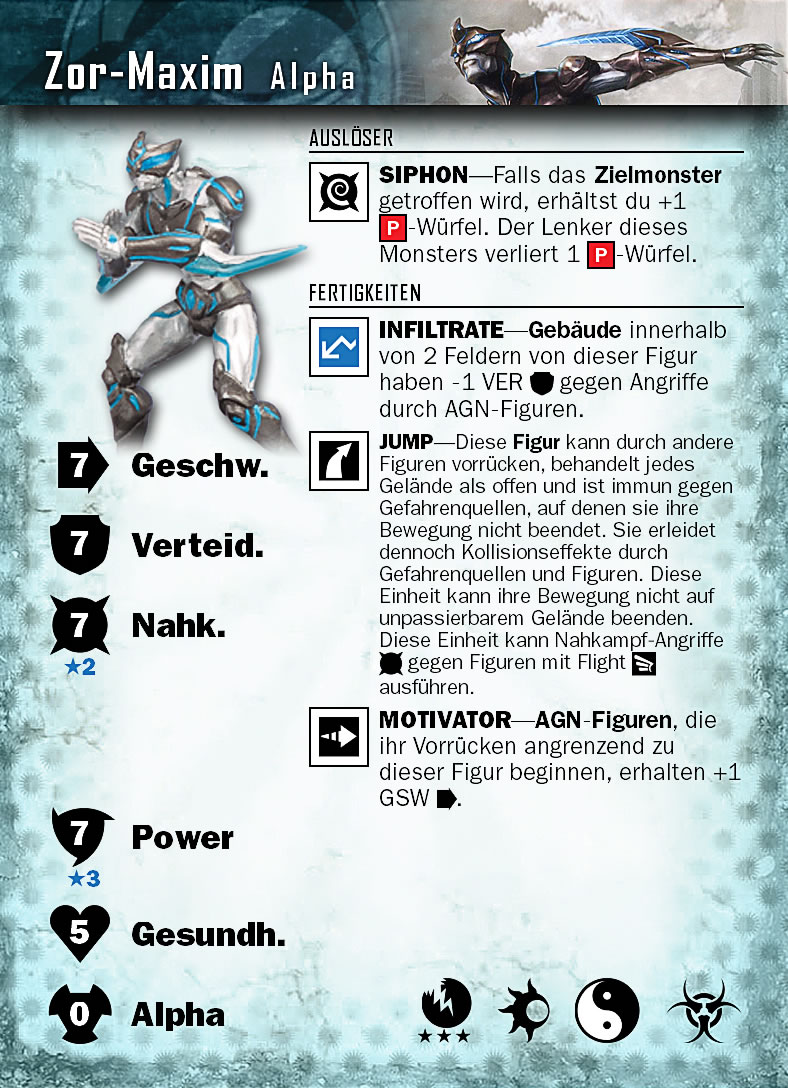 Zor-Maxim Alpha
AUSLÖSER
SIPHON—Falls das Zielmonster
getroffen wird, erhältst du +1
P-Würfel. Der Lenker dieses
Monsters verliert 1 P-Würfel.
FERTIGKEITEN
INFILTRATE—Gebäude innerhalb
von 2 Feldern von dieser Figur
haben -1 VER gegen Angriffe
durch AGN-Figuren.
JUMP—Diese Figur kann durch andere
Figuren vorrücken, behandelt jedes
Gelände als offen und ist immun gegen
Gefahrenquellen, auf denen sie ihre
Bewegung nicht beendet. Sie erleidet
dennoch Kollisionseffekte durch
Gefahrenquellen und Figuren. Diese
Einheit kann ihre Bewegung nicht auf
unpassierbarem Gelände beenden.
Diese Einheit kann Nahkampf-Angriffe
gegen Figuren mit Flight
ausführen.
MOTIVATOR—AGN-Figuren, die
ihr Vorrücken angrenzend zu
dieser Figur beginnen, erhalten +1
GSW .
7 Geschw.
7 Verteid.
7 Nahk.
★2
7 Power
★3
5 Gesundh.
0 Alpha
★★★